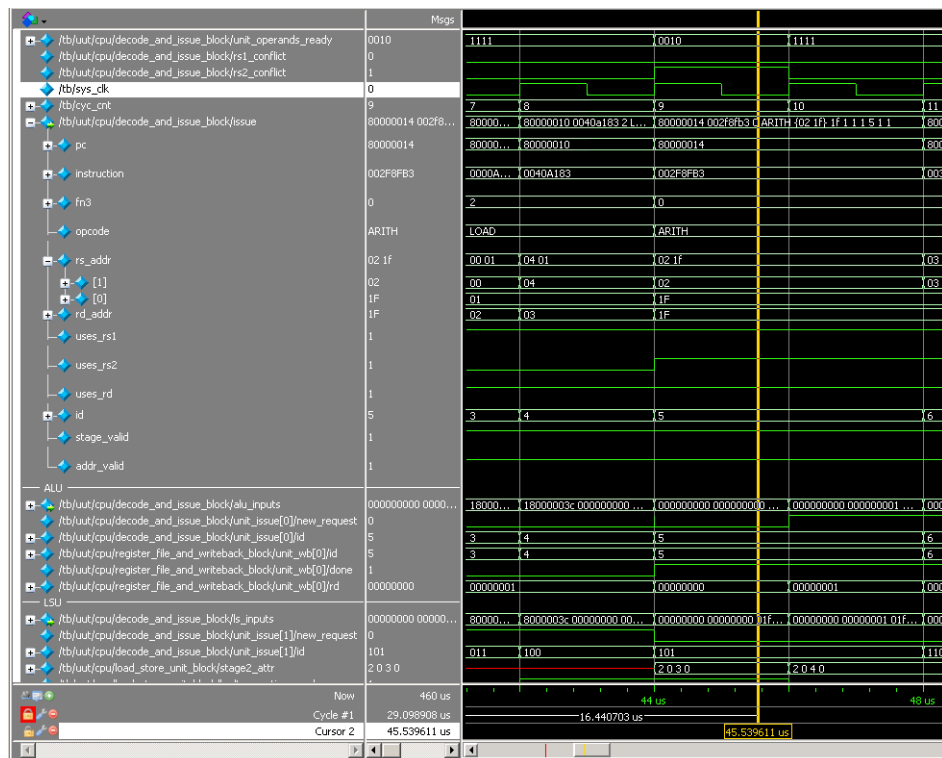 Msgs
/tb/uut/cpu/decode_and_issue_block/unit_operands_ready 0010 1111 0010 1111
/tb/uut/cpu/decode_and_issue_block/rs1_conflict 0
/tb/uut/cpu/decode_and_issue_block/rs2_conflict 1
/tb/sys_clk 0
/tb/cyc_cnt 9 7 8 9 10 11
/tb/uut/cpu/decode_and_issue_block/issue 80000014 002f8... 80000... 80000010 0040a183 2 L... 80000014 002f8fb3 0 ARITH {02 1f} 1f 1 1 1 5 1 1 800
pc 80000014 80000... 80000010 80000014 800
instruction 002F8FB3 0000A... 0040A183 002F8FB3 003
fn3 0 2 0
opcode ARITH LOAD ARITH
rs_addr 02 1f 00 01 04 01 02 1f 03
[1] 02 00 04 02 03
[0] 1F 01 1F
rd_addr 1F 02 03 1F
uses_rs1 1
uses_rs2 1
uses_rd 1
id 5 3 4 5 6
stage_valid 1
addr_valid 1
ALU
/tb/uut/cpu/decode_and_issue_block/alu_inputs 000000000 0000... 18000... 18000003c 000000000 ... 000000000 000000000 ... 000000000 000000001 ... 000
/tb/uut/cpu/decode_and_issue_block/unit_issue[0]/new_request 0
/tb/uut/cpu/decode_and_issue_block/unit_issue[0]/id 5 3 4 5 6
/tb/uut/cpu/register_file_and_writeback_block/unit_wb[0]/id 5 3 4 5 6
/tb/uut/cpu/register_file_and_writeback_block/unit_wb[0]/done 1
/tb/uut/cpu/register_file_and_writeback_block/unit_wb[0]/rd 00000000 00000001 00000000 00000001 000
LSU
/tb/uut/cpu/decode_and_issue_block/ls_inputs 00000000 00000... 80000... 8000003c 00000000 00... 00000000 00000000 01f... 00000000 00000001 01f... 000
/tb/uut/cpu/decode_and_issue_block/unit_issue[1]/new_request 0
/tb/uut/cpu/decode_and_issue_block/unit_issue[1]/id 101 011 100 101 110
/tb/uut/cpu/load_store_unit_block/stage2_attr 2 0 3 0 2 0 3 0 2 0 4 0
Now 460 us 44 us 48 us
Cycle #1 29.098908 us 16.440703 us
Cursor 2 45.539611 us 45.539611 us